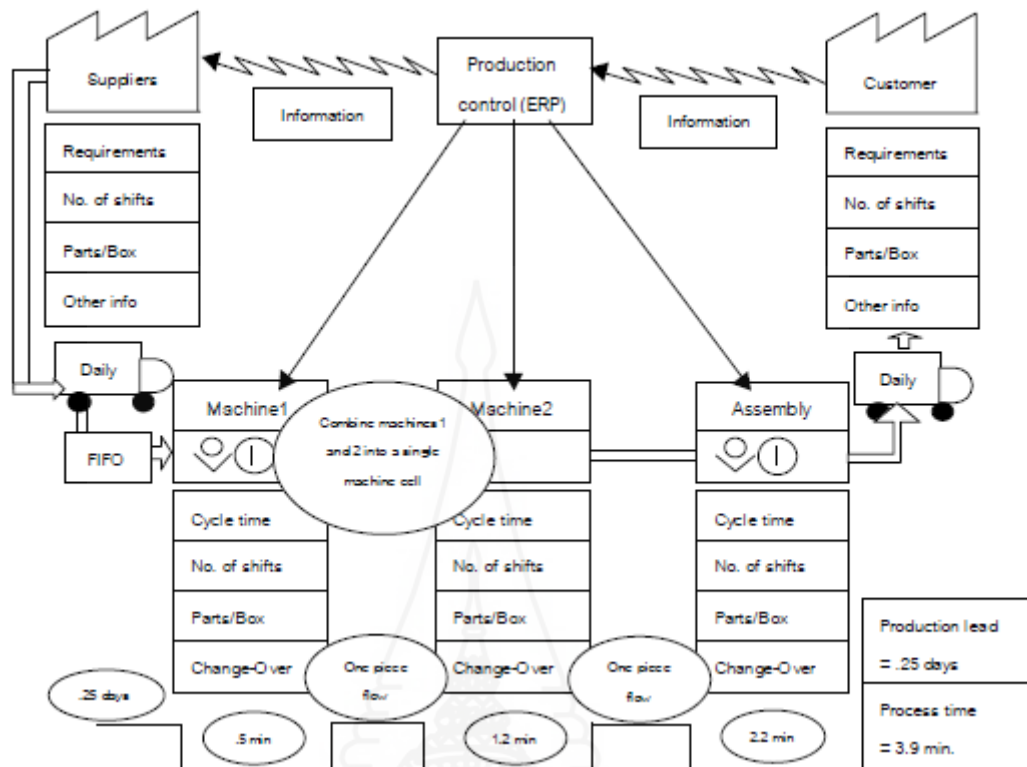 Suppliers
Production
control (ERP)
Customer
Information
Information
Requirements
No. of shifts
Parts/Box
Other info
Requirements
No. of shifts
Parts/Box
Other info
Daily
Daily
FIFO
Machine1
Combine machines 1
and 2 into a single
machine cell
Machine2
Assembly
I
I
Cycle time
No. of shifts
Parts/Box
Change-Over
Cycle time
No. of shifts
Parts/Box
Change-Over
Cycle time
No. of shifts
Parts/Box
Change-Over
One piece
flow
One piece
flow
.25 days
.5 min
1.2 min
2.2 min
Production lead
= .25 days
Process time
= 3.9 min.